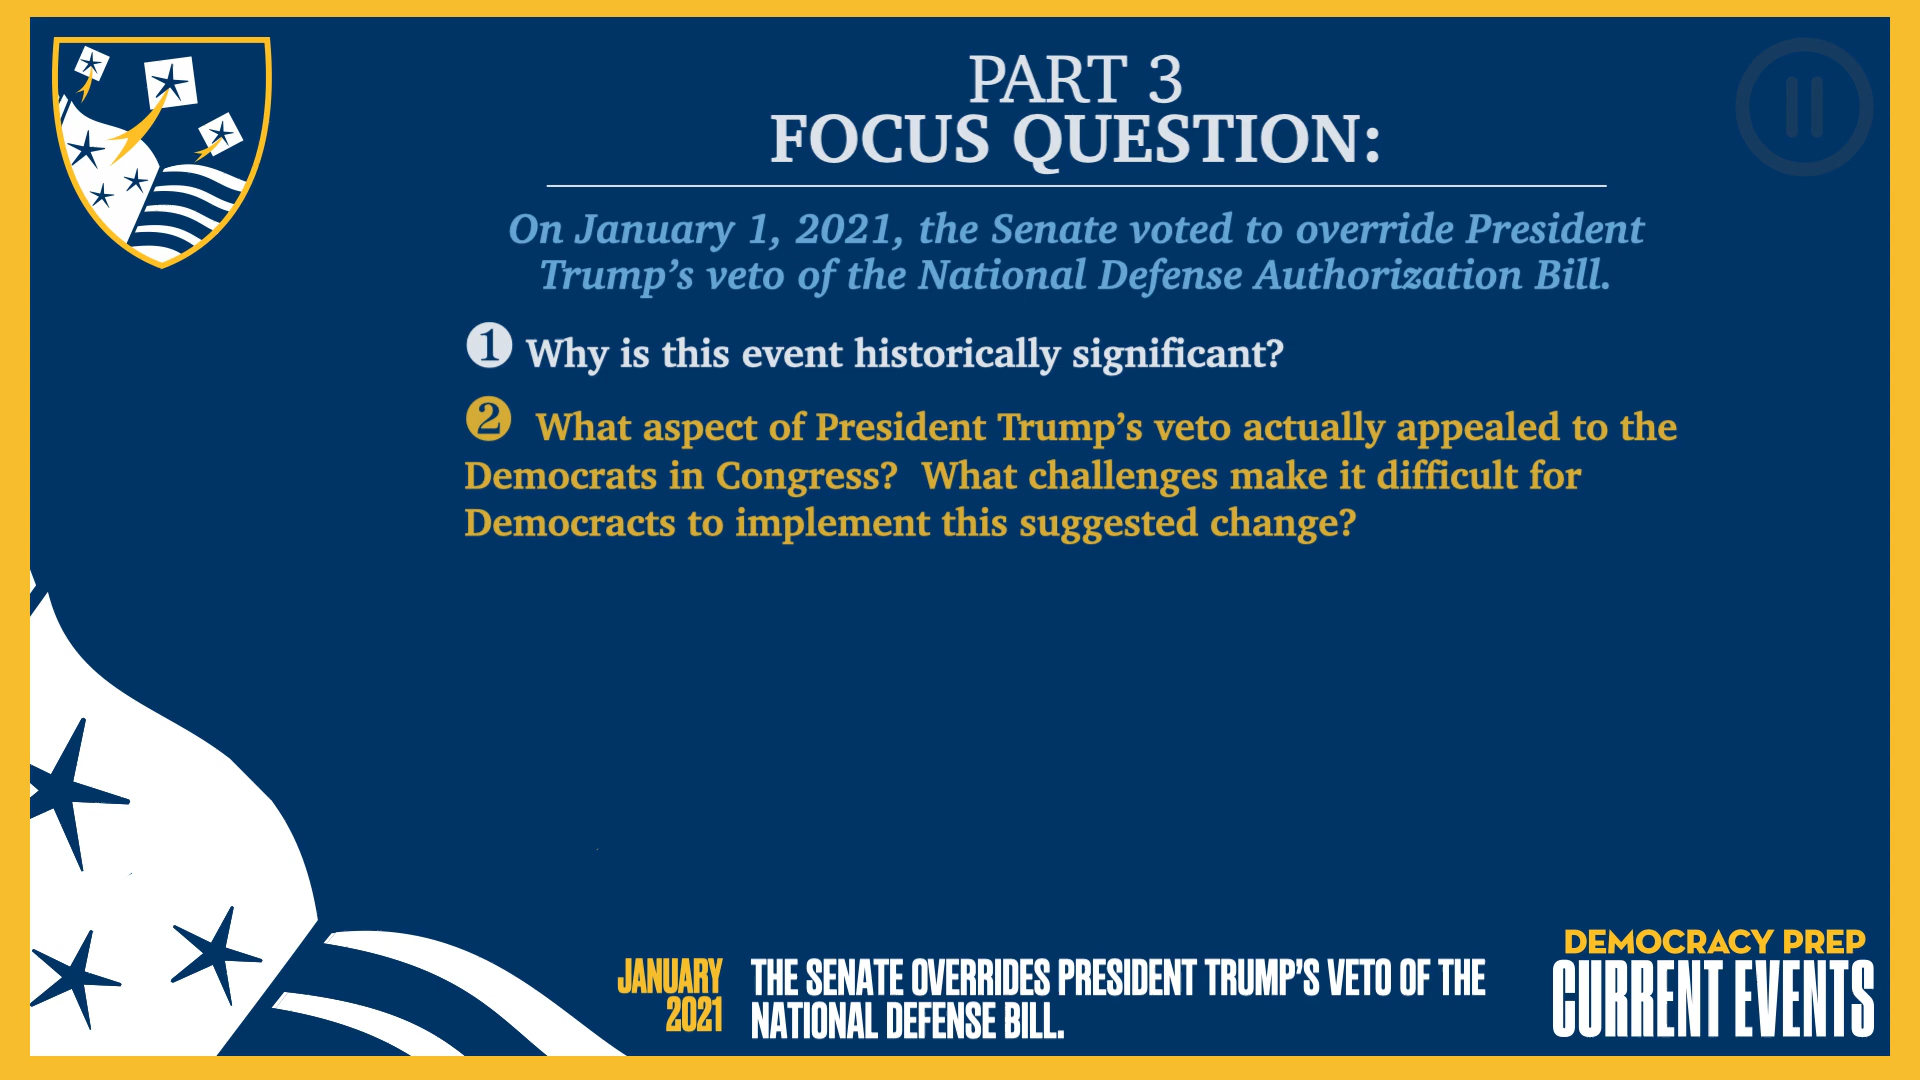 PART 3
FOCUS QUESTION:
On January 1, 2021, the Senate voted to override President
Trump’s veto of the National Defense Authorization Bill.
1 Why is this event historically significant?
2 What aspect of President Trump’s veto actually appealed to the
Democrats in Congress? What challenges make it difficult for
Democracts to implement this suggested change?
JANUARY
2021
THE SENATE OVERRIDES PRESIDENT TRUMP’S VETO OF THE
NATIONAL DEFENSE BILL.
DEMOCRACY PREP
CURRENT EVENTS